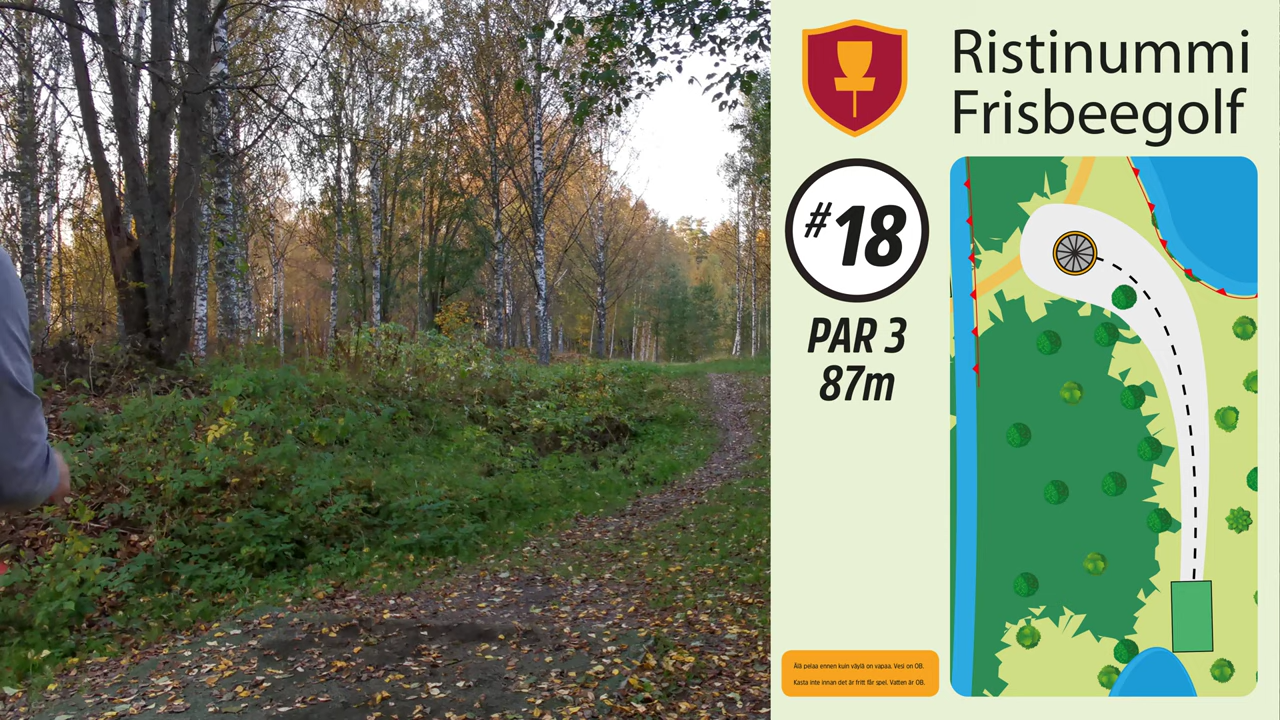 Ristinummi
Frisbeegolf
#18
PAR 3
87m
Älä pelaa ennen kuin väylä on vapaa. Vesi on OB.
Kasta inte innan det är fritt får spel. Vatten är OB.